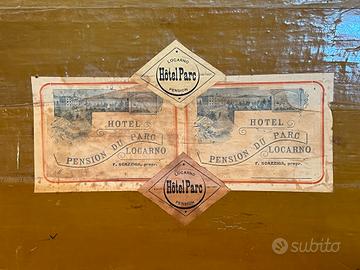 LOCARNO
Hôtel Parc
PENSION
HOTEL
PENSION DU PARC
LOCARNO
HOTEL
PENSION DU PARC
LOCARNO
LOCARNO
Hôtel Parc
PENSION
subito